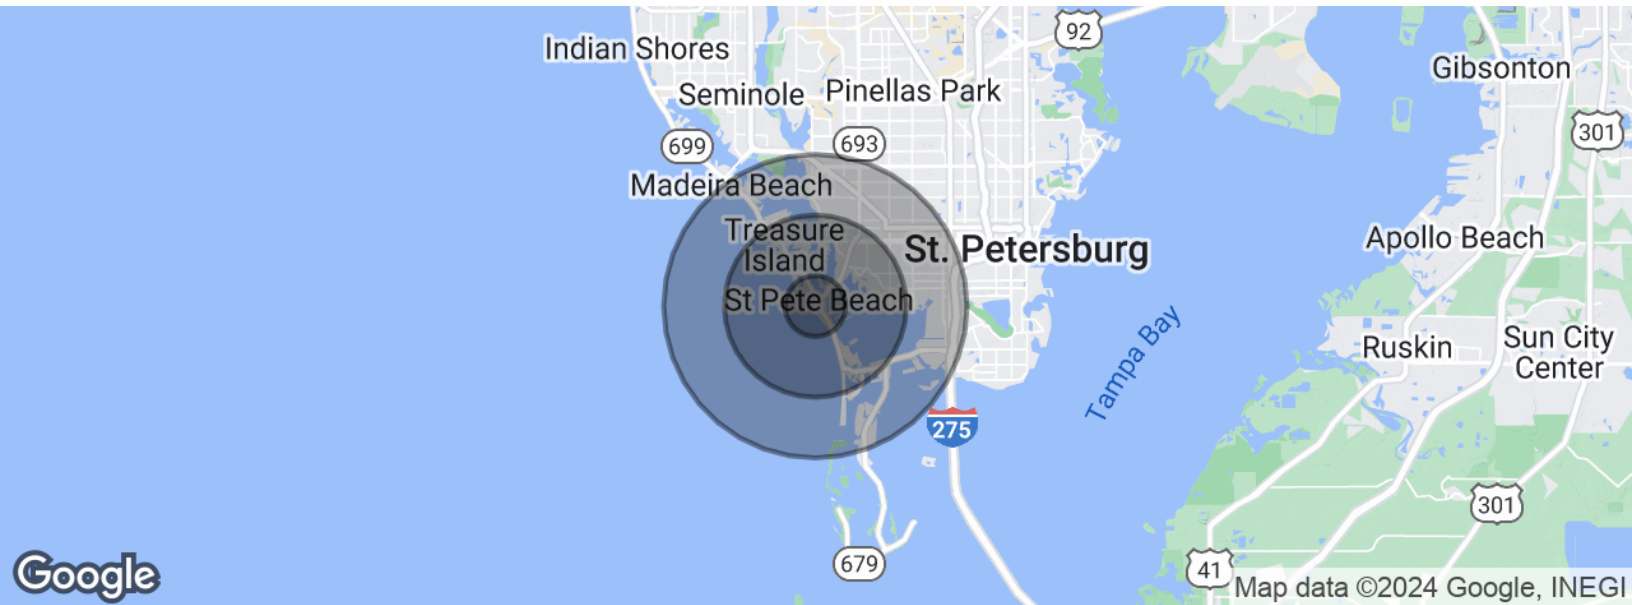 92
Indian Shores
Gibsonton
Seminole
Pinellas Park
301
699
693
Madeira Beach
Treasure
Island
St. Petersburg
Apollo Beach
St Pete Beach
Tampa Bay
Ruskin
Sun City
Center
275
301
679
41
Google
Map data ©2024 Google, INEGI